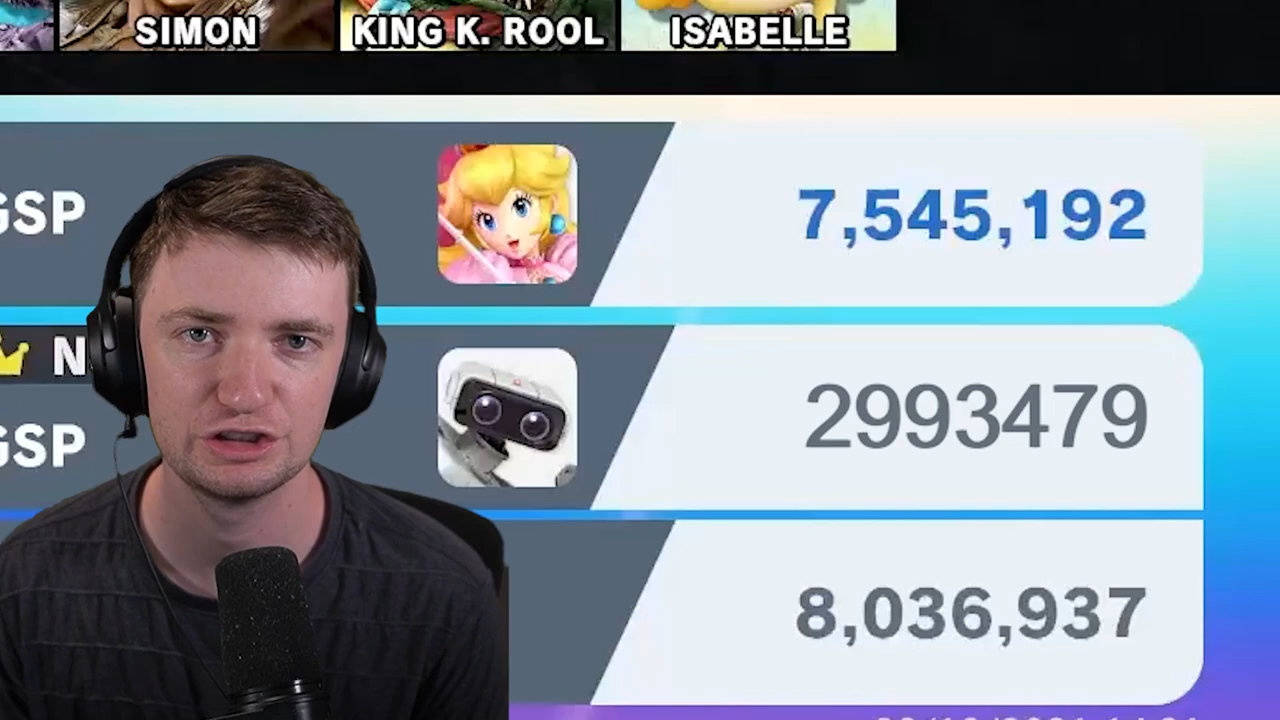 SIMON
KING K. ROOL
ISABELLE
GSP
7,545,192
N
GSP
2993479
8,036,937